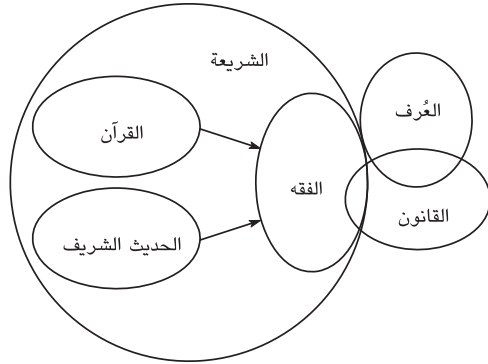 الشريعة
العُرف
القرآن
الفقه
القانون
الحديث الشريف